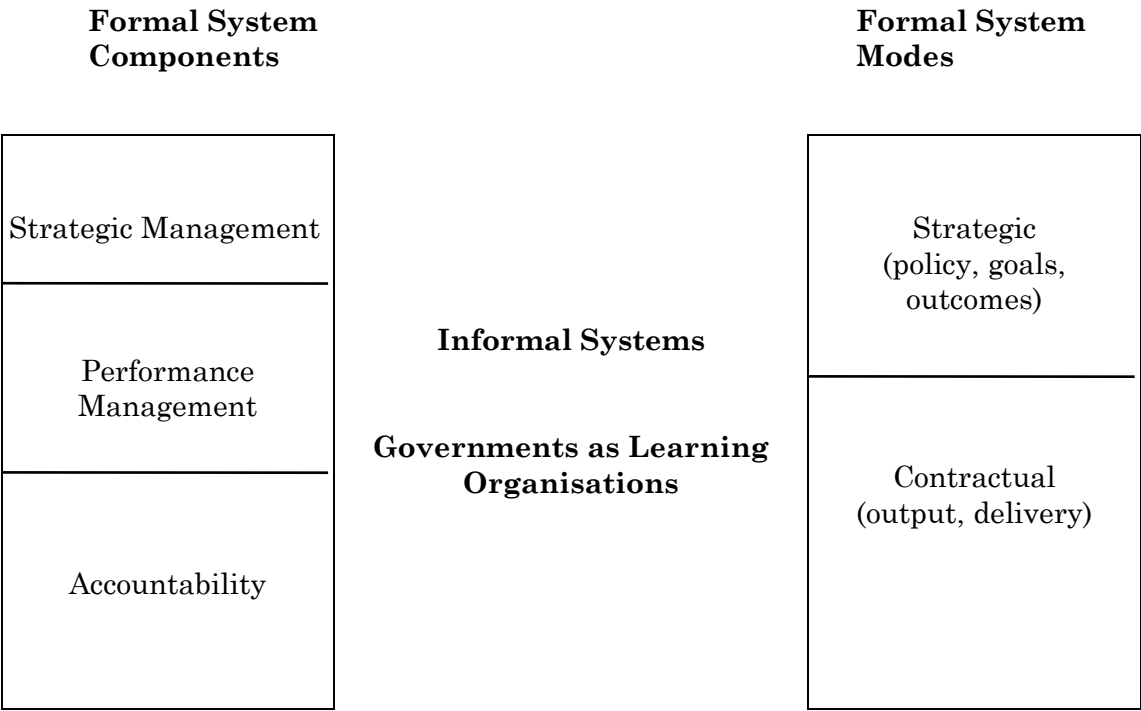 Formal System
Components
Formal System
Modes
Strategic Management
Performance
Management
Accountability
Informal Systems
Governments as Learning
Organisations
Strategic
(policy, goals,
outcomes)
Contractual
(output, delivery)